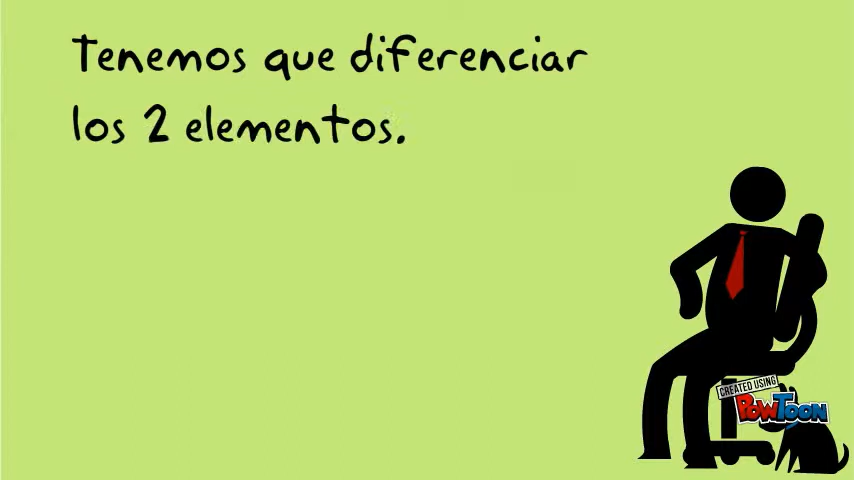 Tenemos que diferenciar
los 2 elementos.
CREATED USING
POWTOON